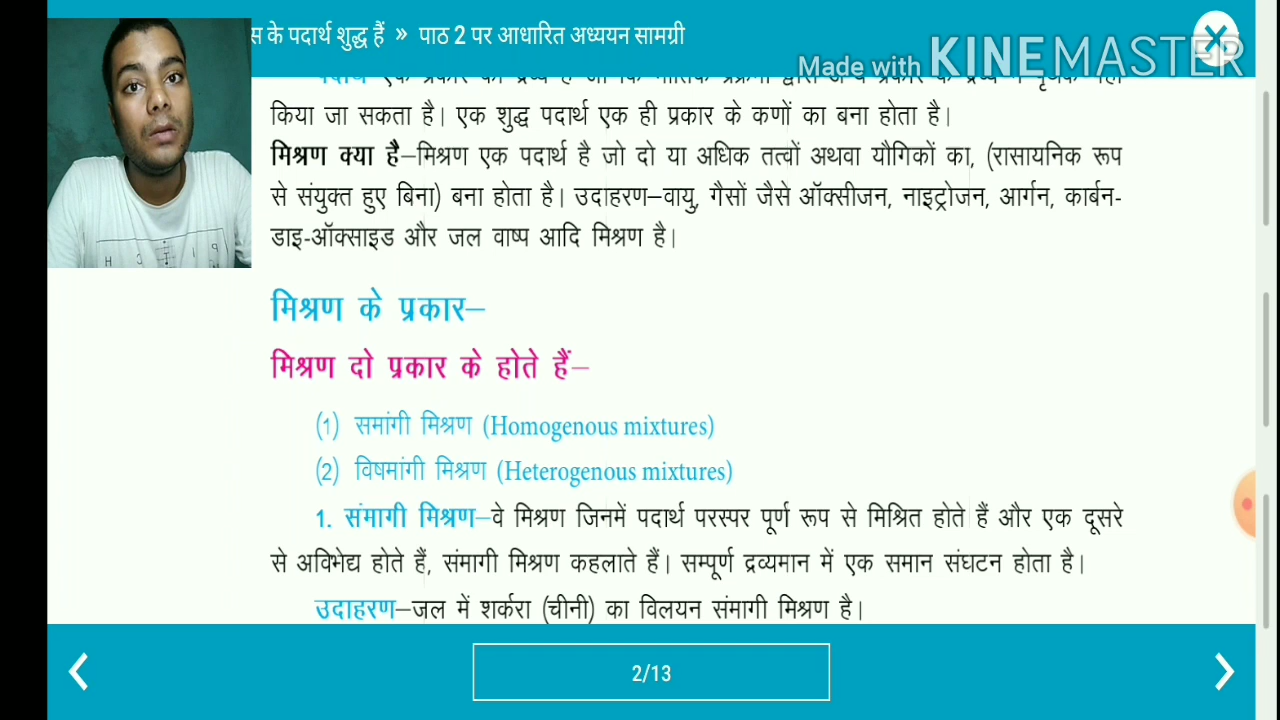 स के पदार्थ शुद्ध हैं » पाठ 2 पर आधारित अध्ययन सामग्री
Made with KINEMASTER
पदार्थ एक प्रकार का द्रव्य है
किया जा सकता है। एक शुद्ध पदार्थ एक ही प्रकार के कणों का बना होता है।
मिश्रण क्या है–मिश्रण एक पदार्थ है जो दो या अधिक तत्वों अथवा यौगिकों का, (रासायनिक रूप
से संयुक्त हुए बिना) बना होता है। उदाहरण–वायु, गैसों जैसे ऑक्सीजन, नाइट्रोजन, आर्गन, कार्बन-
डाइ-ऑक्साइड और जल वाष्प आदि मिश्रण है।
मिश्रण के प्रकार–
मिश्रण दो प्रकार के होते हैं–
(1) समांगी मिश्रण (Homogenous mixtures)
(2) विषमांगी मिश्रण (Heterogenous mixtures)
1. संमागी मिश्रण–वे मिश्रण जिनमें पदार्थ परस्पर पूर्ण रूप से मिश्रित होते हैं और एक दूसरे
से अविभेद्य होते हैं, संमागी मिश्रण कहलाते हैं। सम्पूर्ण द्रव्यमान में एक समान संघटन होता है।
उदाहरण–जल में शर्करा (चीनी) का विलयन संमागी मिश्रण है।
2/13